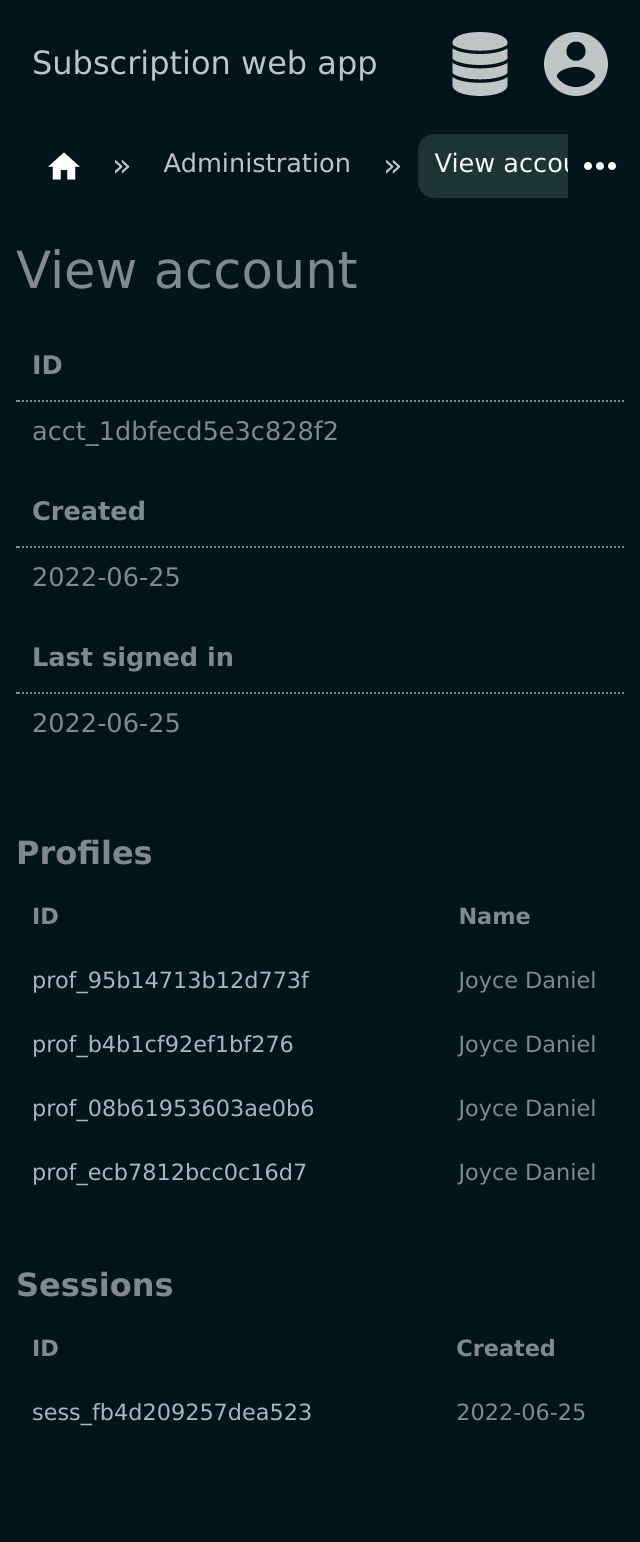 Subscription web app
» Administration » View accou
View account
ID
acct_1dbfecd5e3c828f2
Created
2022-06-25
Last signed in
2022-06-25
Profiles
ID Name
prof_95b14713b12d773f Joyce Daniel
prof_b4b1cf92ef1bf276 Joyce Daniel
prof_08b61953603ae0b6 Joyce Daniel
prof_ecb7812bcc0c16d7 Joyce Daniel
Sessions
ID Created
sess_fb4d209257dea523 2022-06-25